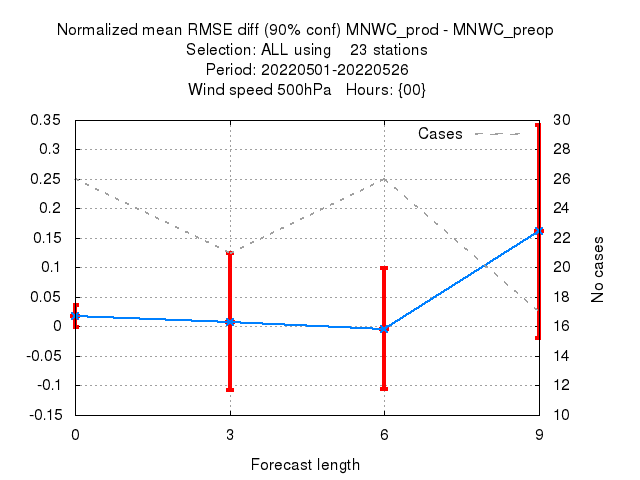 Normalized mean RMSE diff (90% conf) MNWC_prod - MNWC_preop
Selection: ALL using    23 stations
Period: 20220501-20220526
Wind speed 500hPa   Hours: {00}
Cases
0.35
0.3
0.25
0.2
0.15
0.1
0.05
0
-0.05
-0.1
-0.15
30
28
26
24
22
20
18
16
14
12
10
No cases
0 3 6 9
Forecast length